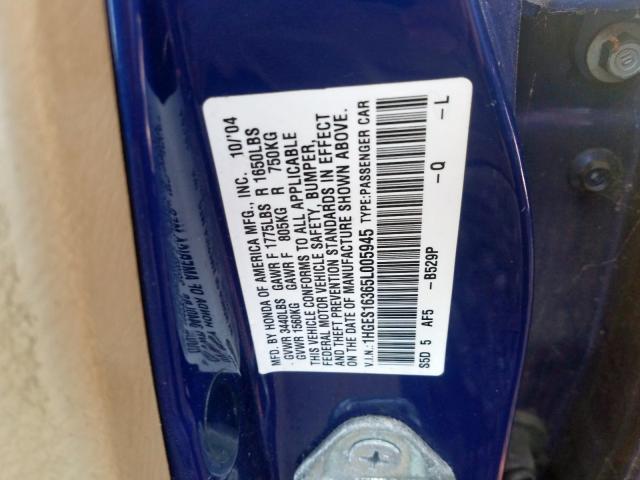 MFD. BY HONDA OF AMERICA MFG., INC. 10/'04
GVWR 3440LBS GAWR F 1775LBS R 1650LBS
GVWR 1560KG GAWR F 805KG R 750KG
THIS VEHICLE CONFORMS TO ALL APPLICABLE
FEDERAL MOTOR VEHICLE SAFETY, BUMPER,
AND THEFT PREVENTION STANDARDS IN EFFECT
ON THE DATE OF MANUFACTURE SHOWN ABOVE.
V.I.N.: 1HGES16365L005945 TYPE:PASSENGER CAR
S5D 5 AF5 -B529P -Q -L